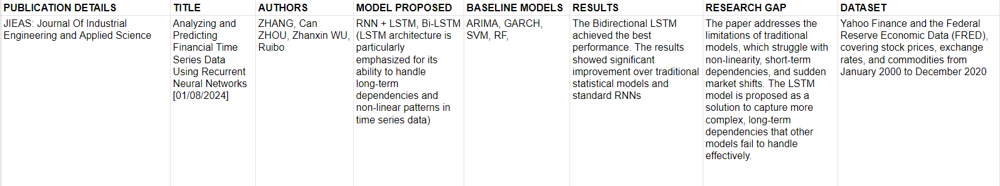 PUBLICATION DETAILS
TITLE
AUTHORS
MODEL PROPOSED
BASELINE MODELS
RESULTS
RESEARCH GAP
DATASET
JIEAS: Journal Of Industrial
Engineering and Applied Science
Analyzing and
Predicting
Financial Time
Series Data
Using Recurrent
Neural Networks
[01/08/2024]
ZHANG, Can
ZHOU, Zhanxin WU,
Ruibo
RNN + LSTM, Bi-LSTM
(LSTM architecture is
particularly
emphasized for its
ability to handle
long-term
dependencies and
non-linear patterns in
time series data)
ARIMA, GARCH,
SVM, RF,
The Bidirectional LSTM
achieved the best
performance. The results
showed significant
improvement over traditional
statistical models and
standard RNNs
The paper addresses the
limitations of traditional
models, which struggle with
non-linearity, short-term
dependencies, and sudden
market shifts. The LSTM
model is proposed as a
solution to capture more
complex, long-term
dependencies that other
models fail to handle
effectively.
Yahoo Finance and the Federal
Reserve Economic Data (FRED),
covering stock prices, exchange
rates, and commodities from
January 2000 to December 2020